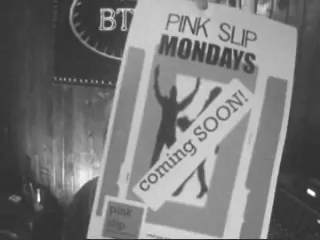 BT
PINK SLIP
MONDAYS
coming SOON!
pink
slip